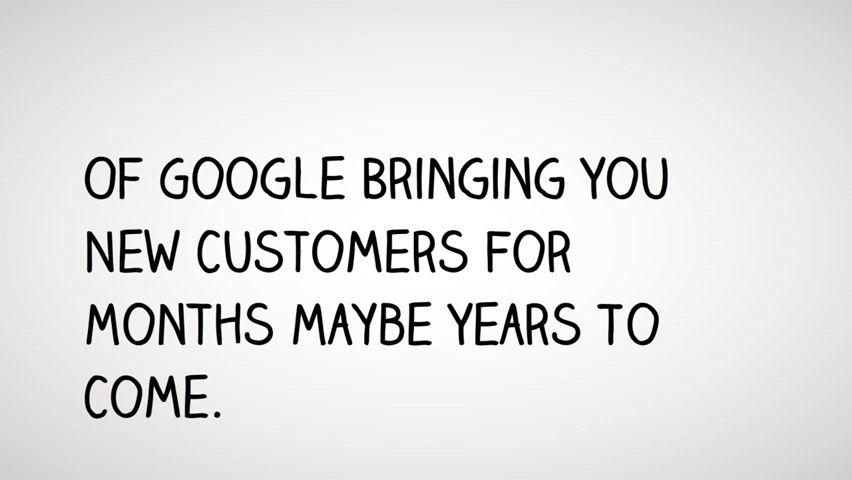 OF GOOGLE BRINGING YOU
NEW CUSTOMERS FOR
MONTHS MAYBE YEARS TO
COME.